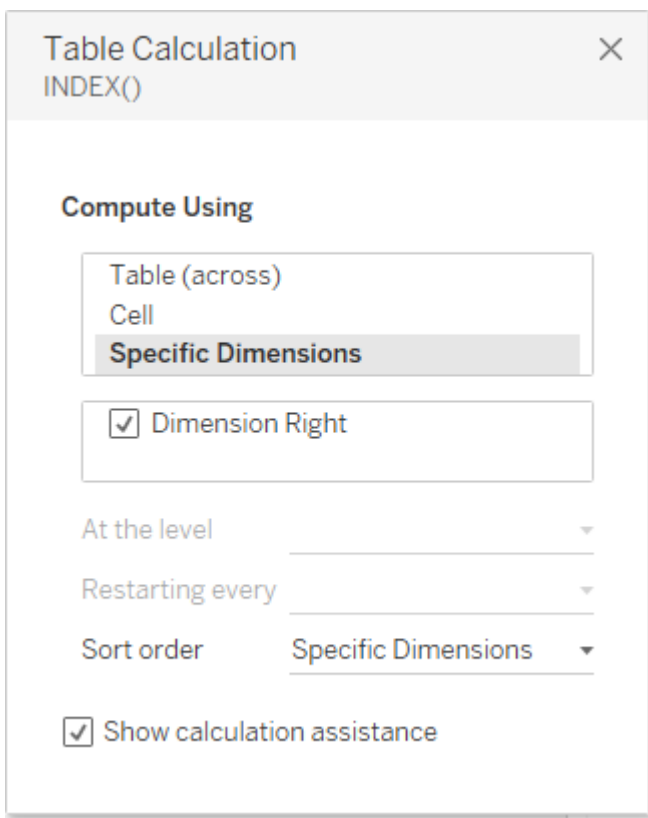 Table Calculation
INDEX()
Compute Using
Table (across)
Cell
Specific Dimensions
Dimension Right
At the level
Restarting every
Sort order Specific Dimensions
Show calculation assistance